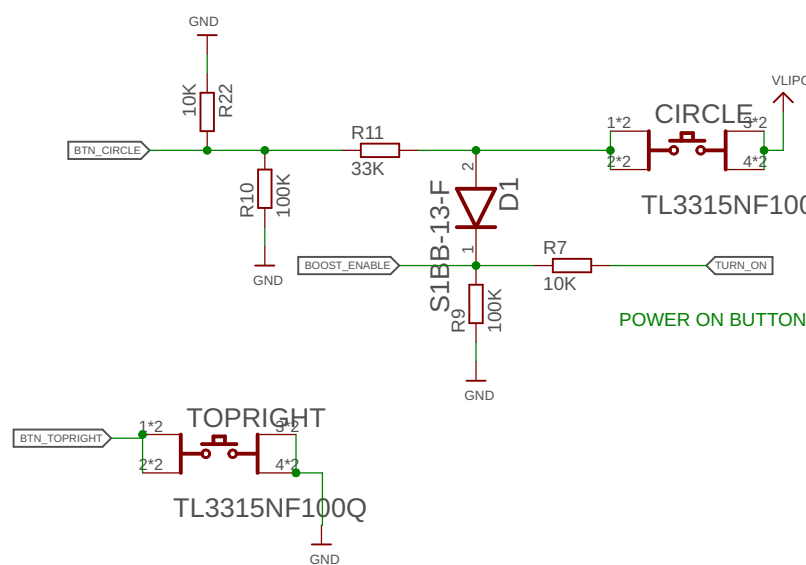 GND
VLIPO
10K
R22
CIRCLE
1*2
3*2
BTN_CIRCLE
R11
33K
2*2
4*2
2
D1
R10
100K
S1BB-13-F
TL3315NF100
GND
1
R7
BOOST_ENABLE
TURN_ON
10K
R9
100K
POWER ON BUTTON
GND
TOPRIGHT
1*2
3*2
BTN_TOPRIGHT
2*2
4*2
TL3315NF100Q
GND